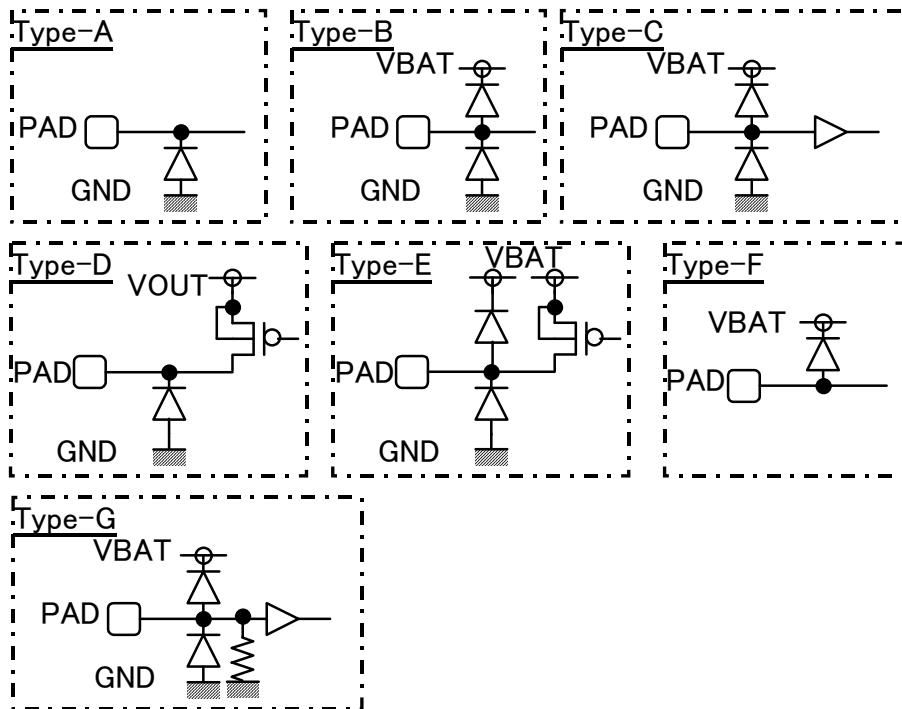 Type-A
PAD
GND
Type-B
VBAT
PAD
GND
Type-C
VBAT
PAD
GND
Type-D
VOUT
PAD
GND
Type-E
VBAT
PAD
GND
Type-F
VBAT
PAD
Type-G
VBAT
PAD
GND